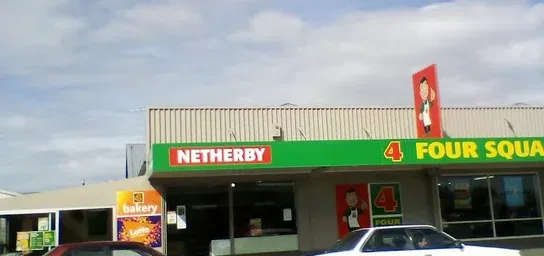 NETHERBY
4 FOUR SQUA
bakery
Lotto
4
FOUR